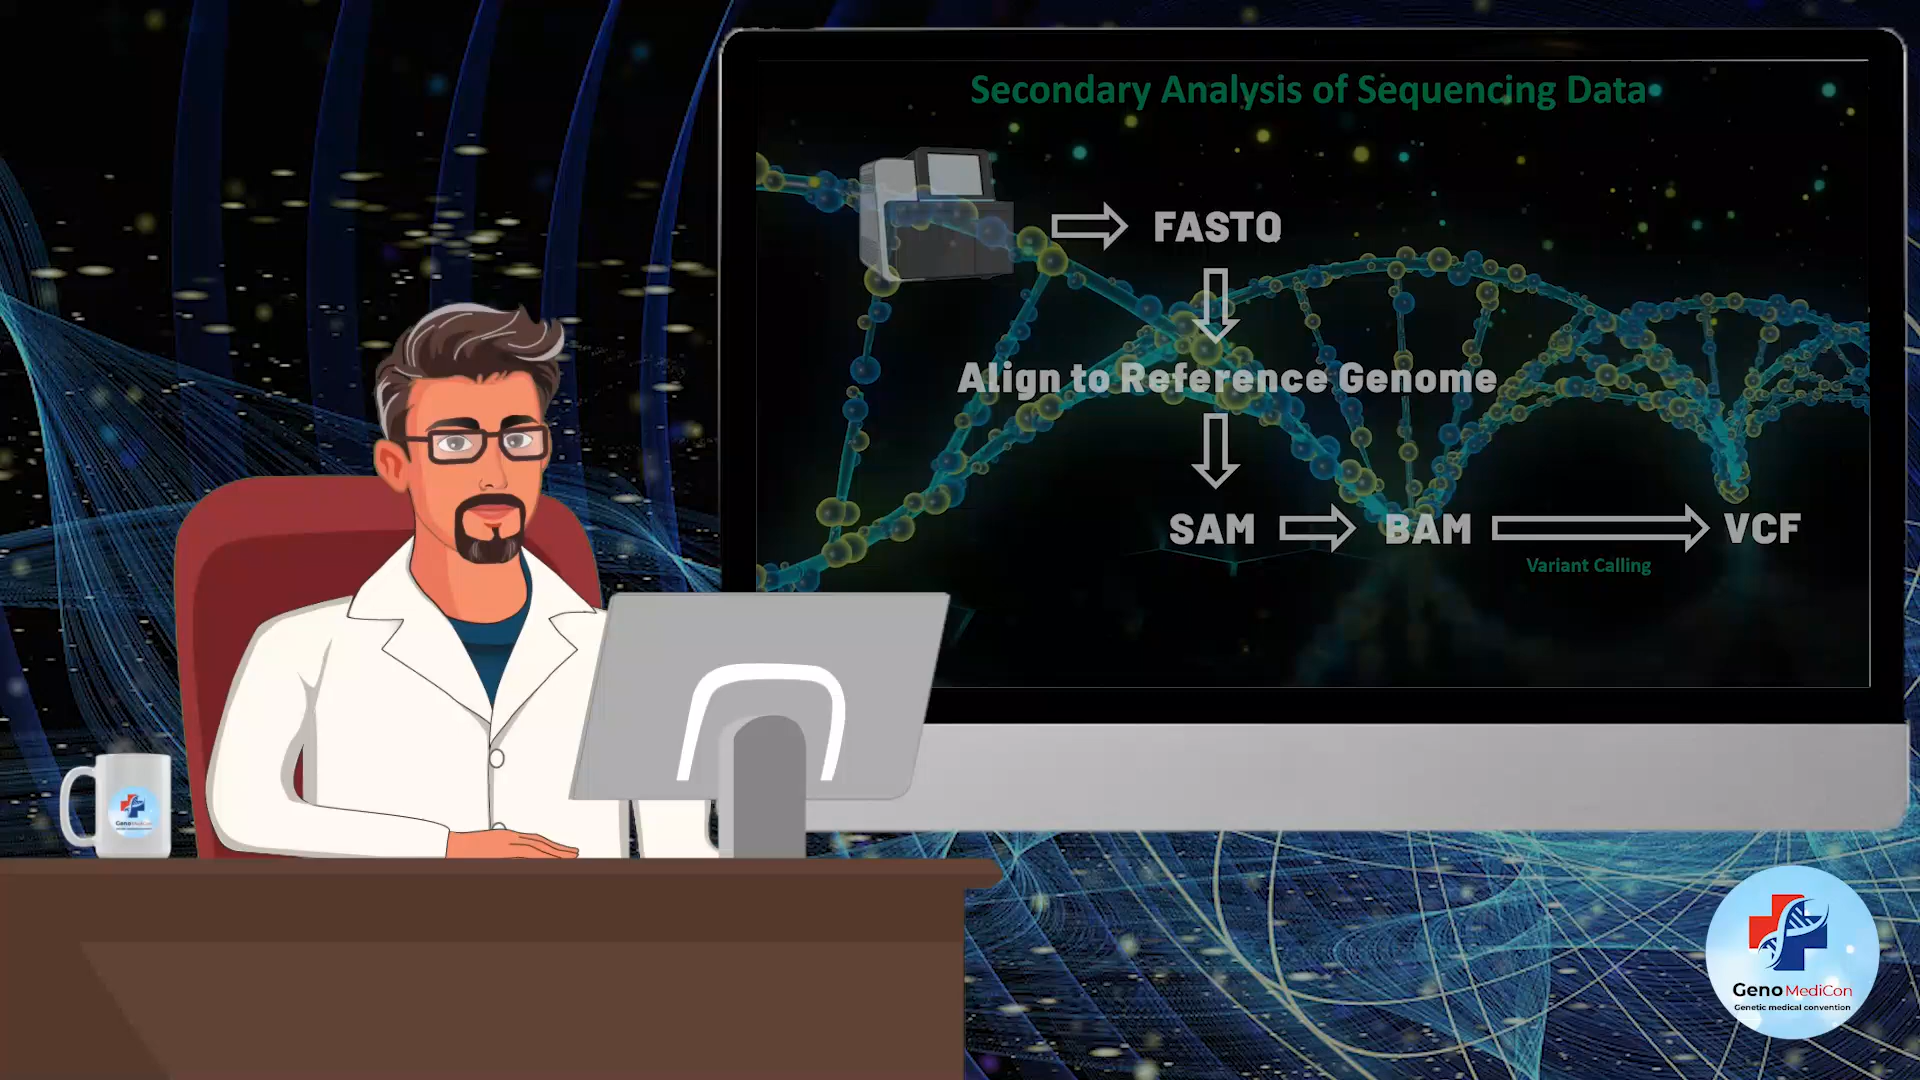 Secondary Analysis of Sequencing Data
FASTQ
Align to Reference Genome
SAM
BAM
VCF
Variant Calling
GenoMediCon
Geno MediCon
Genetic medical convention